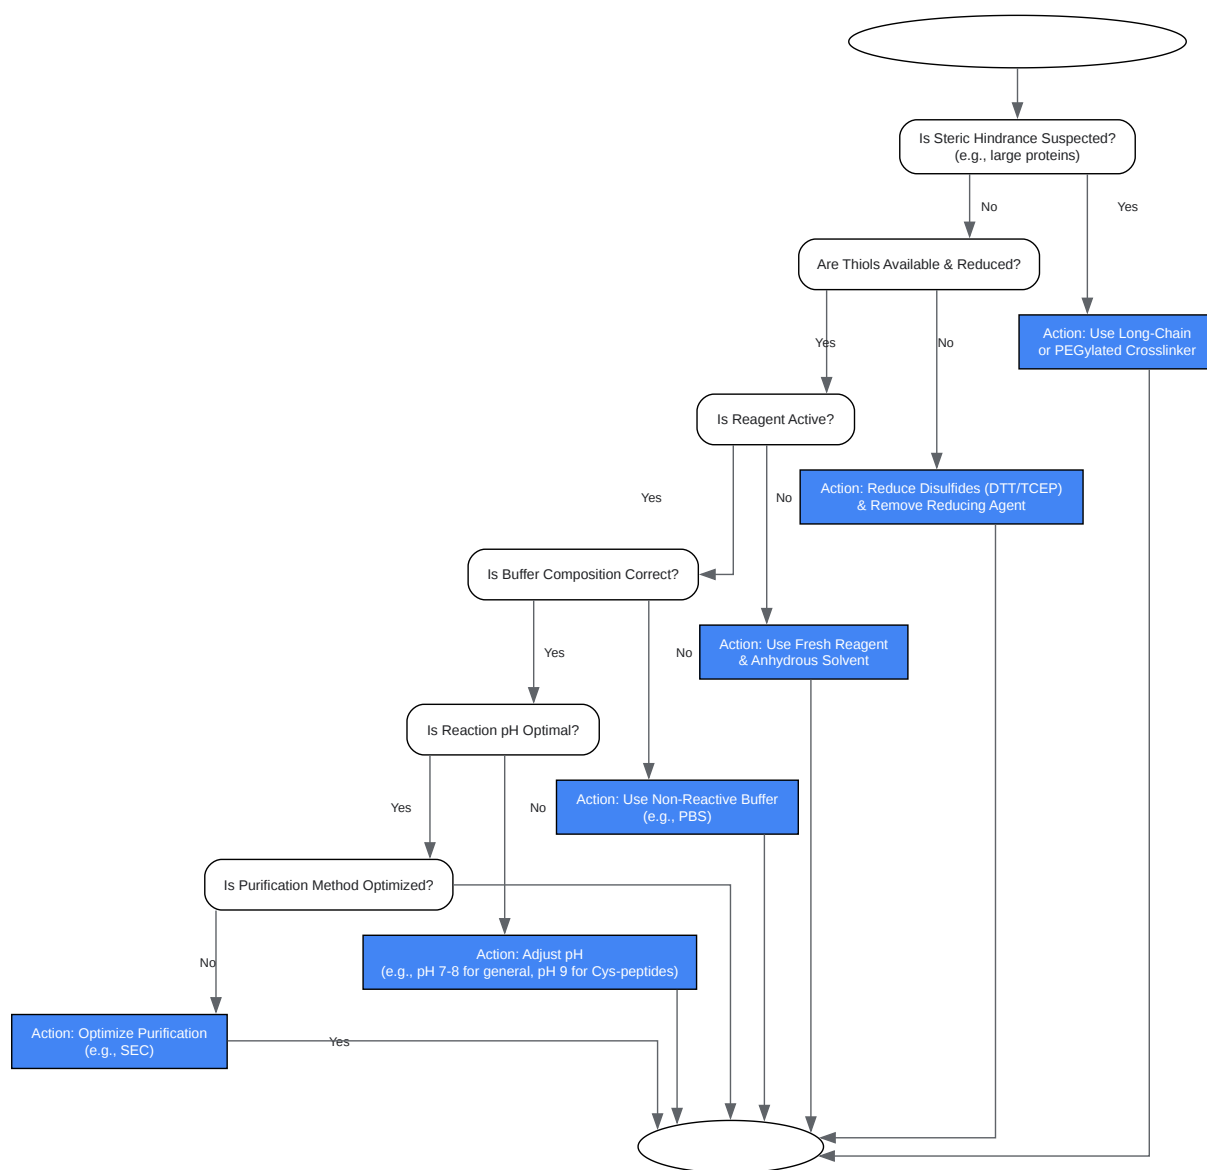 Is Steric Hindrance Suspected?
(e.g., large proteins)
No
Yes
Are Thiols Available & Reduced?
Action: Use Long-Chain
or PEGylated Crosslinker
Yes
No
Is Reagent Active?
Action: Reduce Disulfides (DTT/TCEP)
& Remove Reducing Agent
Yes
No
Is Buffer Composition Correct?
Action: Use Fresh Reagent
& Anhydrous Solvent
Yes
No
Is Reaction pH Optimal?
Action: Use Non-Reactive Buffer
(e.g., PBS)
Yes
No
Is Purification Method Optimized?
Action: Adjust pH
(e.g., pH 7-8 for general, pH 9 for Cys-peptides)
No
Action: Optimize Purification
(e.g., SEC)
Yes